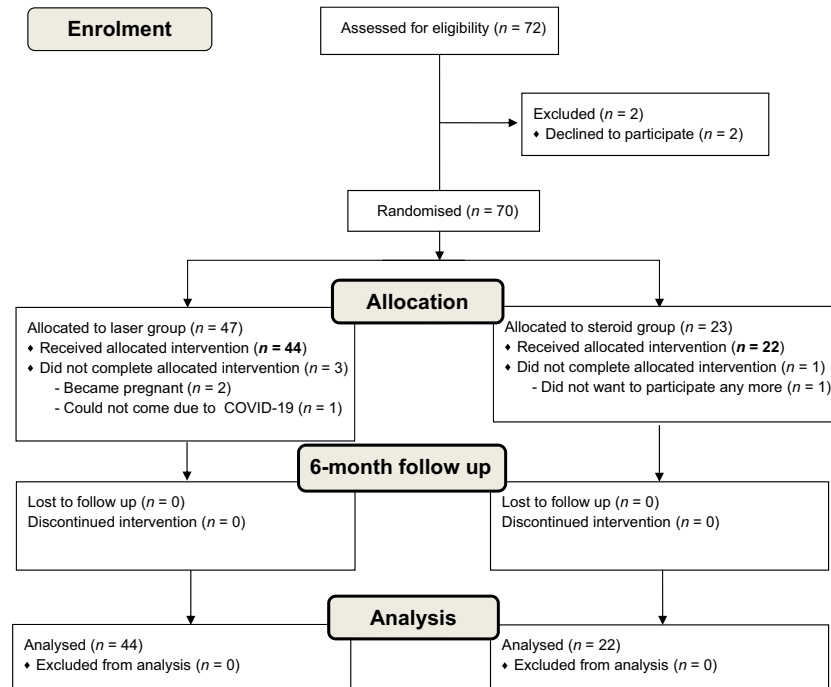 Enrolment
Assessed for eligibility (n = 72)
Excluded (n = 2)
♦ Declined to participate (n = 2)
Randomised (n = 70)
Allocation
Allocated to laser group (n = 47)
♦ Received allocated intervention (n = 44)
♦ Did not complete allocated intervention (n = 3)
- Became pregnant (n = 2)
- Could not come due to COVID-19 (n = 1)
Allocated to steroid group (n = 23)
♦ Received allocated intervention (n = 22)
♦ Did not complete allocated intervention (n = 1)
- Did not want to participate any more (n = 1)
6-month follow up
Lost to follow up (n = 0)
Discontinued intervention (n = 0)
Lost to follow up (n = 0)
Discontinued intervention (n = 0)
Analysis
Analysed (n = 44)
♦ Excluded from analysis (n = 0)
Analysed (n = 22)
♦ Excluded from analysis (n = 0)